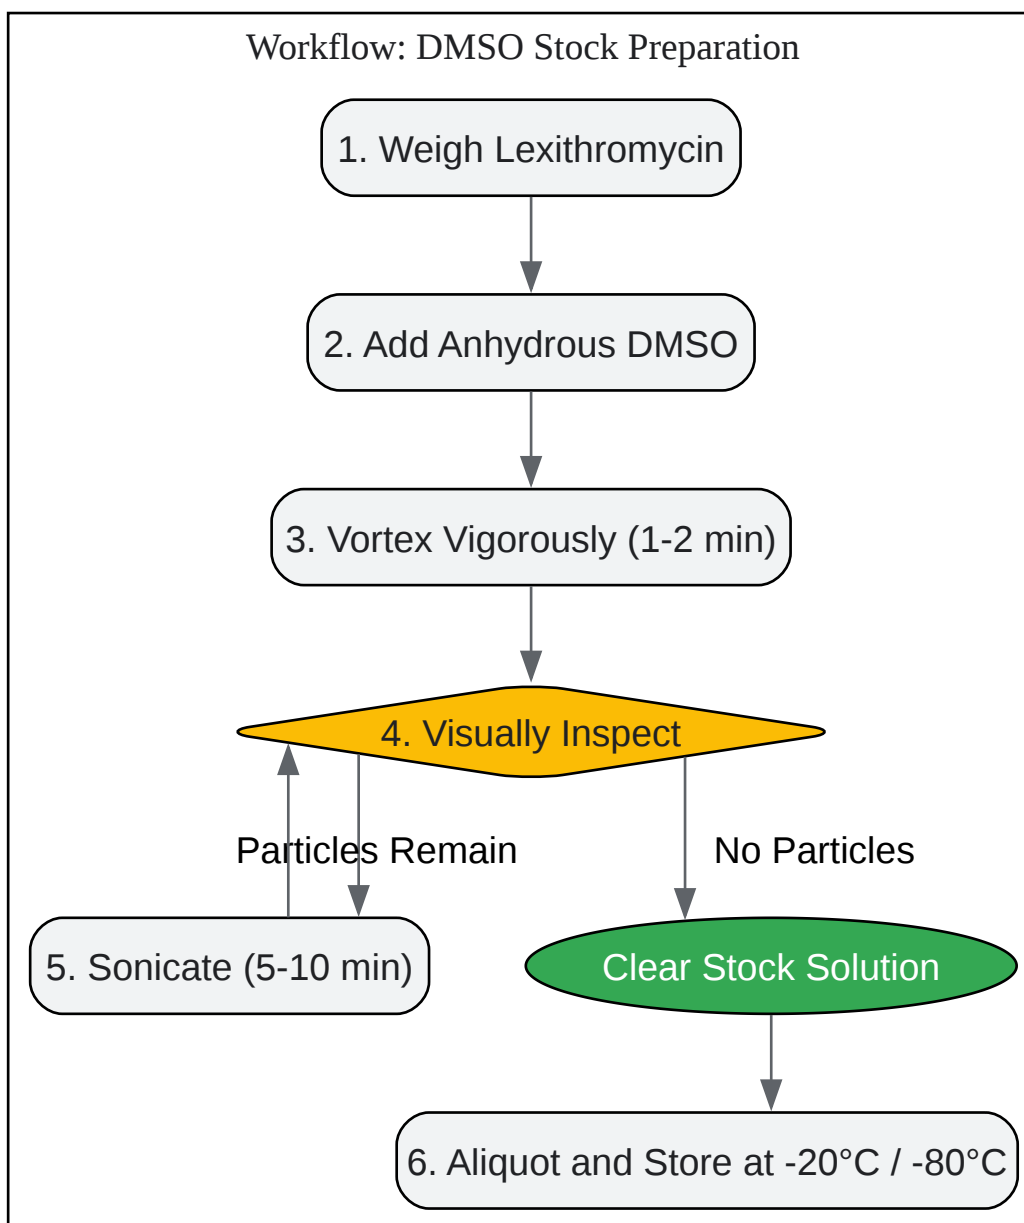 Workflow: DMSO Stock Preparation
1. Weigh Lexithromycin
2. Add Anhydrous DMSO
3. Vortex Vigorously (1-2 min)
4. Visually Inspect
Particles Remain
No Particles
5. Sonicate (5-10 min)
Clear Stock Solution
6. Aliquot and Store at -20°C / -80°C